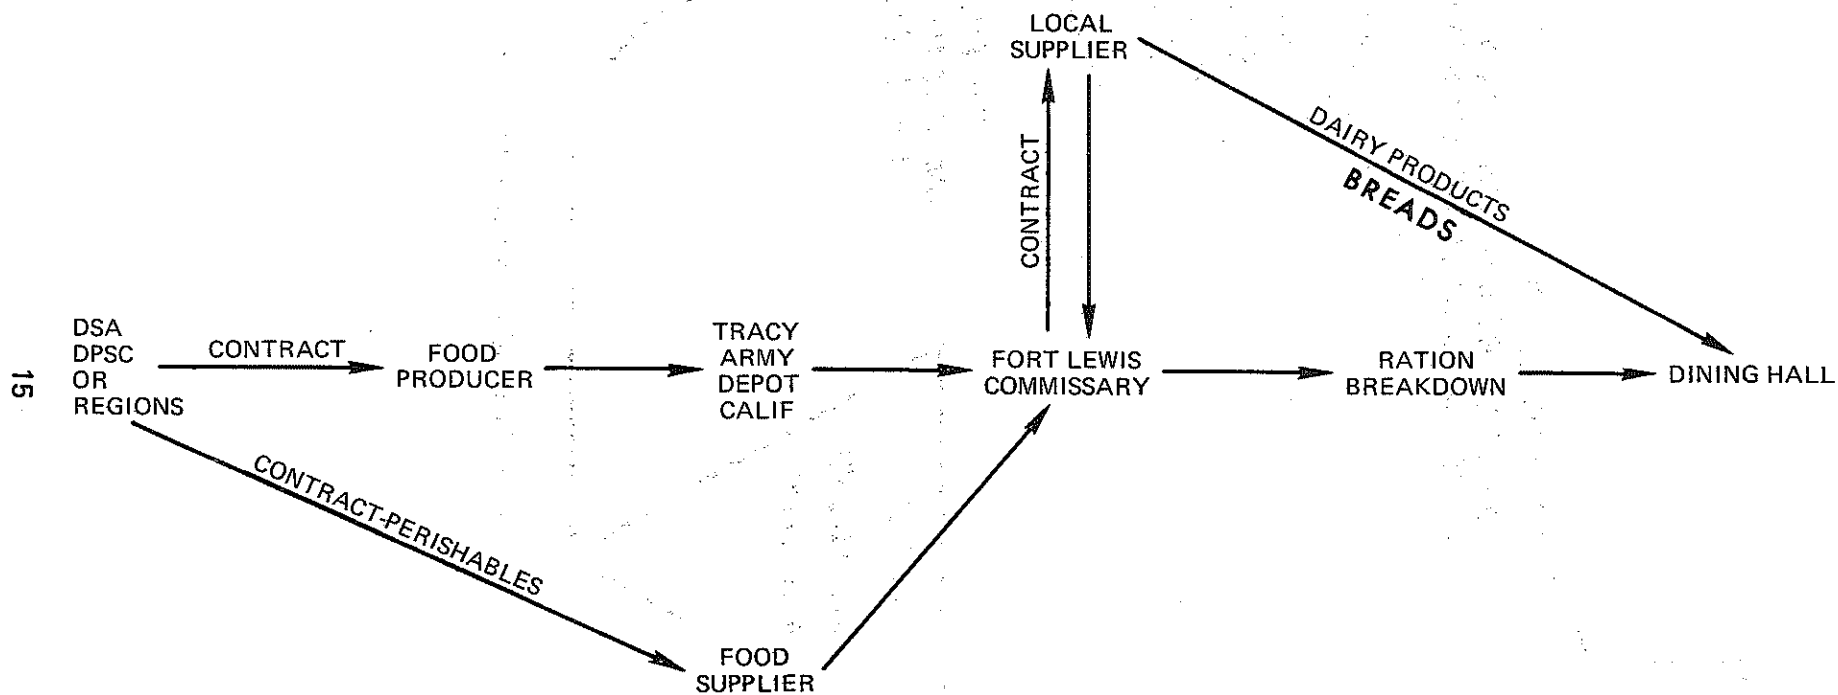 LOCAL
SUPPLIER
DAIRY PRODUCTS
BREADS
CONTRACT
DSA
DPSC
OR
REGIONS
CONTRACT
FOOD
PRODUCER
TRACY
ARMY
DEPOT
CALIF
FORT LEWIS
COMMISSARY
RATION
BREAKDOWN
DINING HALL
15
CONTRACT-PERISHABLES
FOOD
SUPPLIER